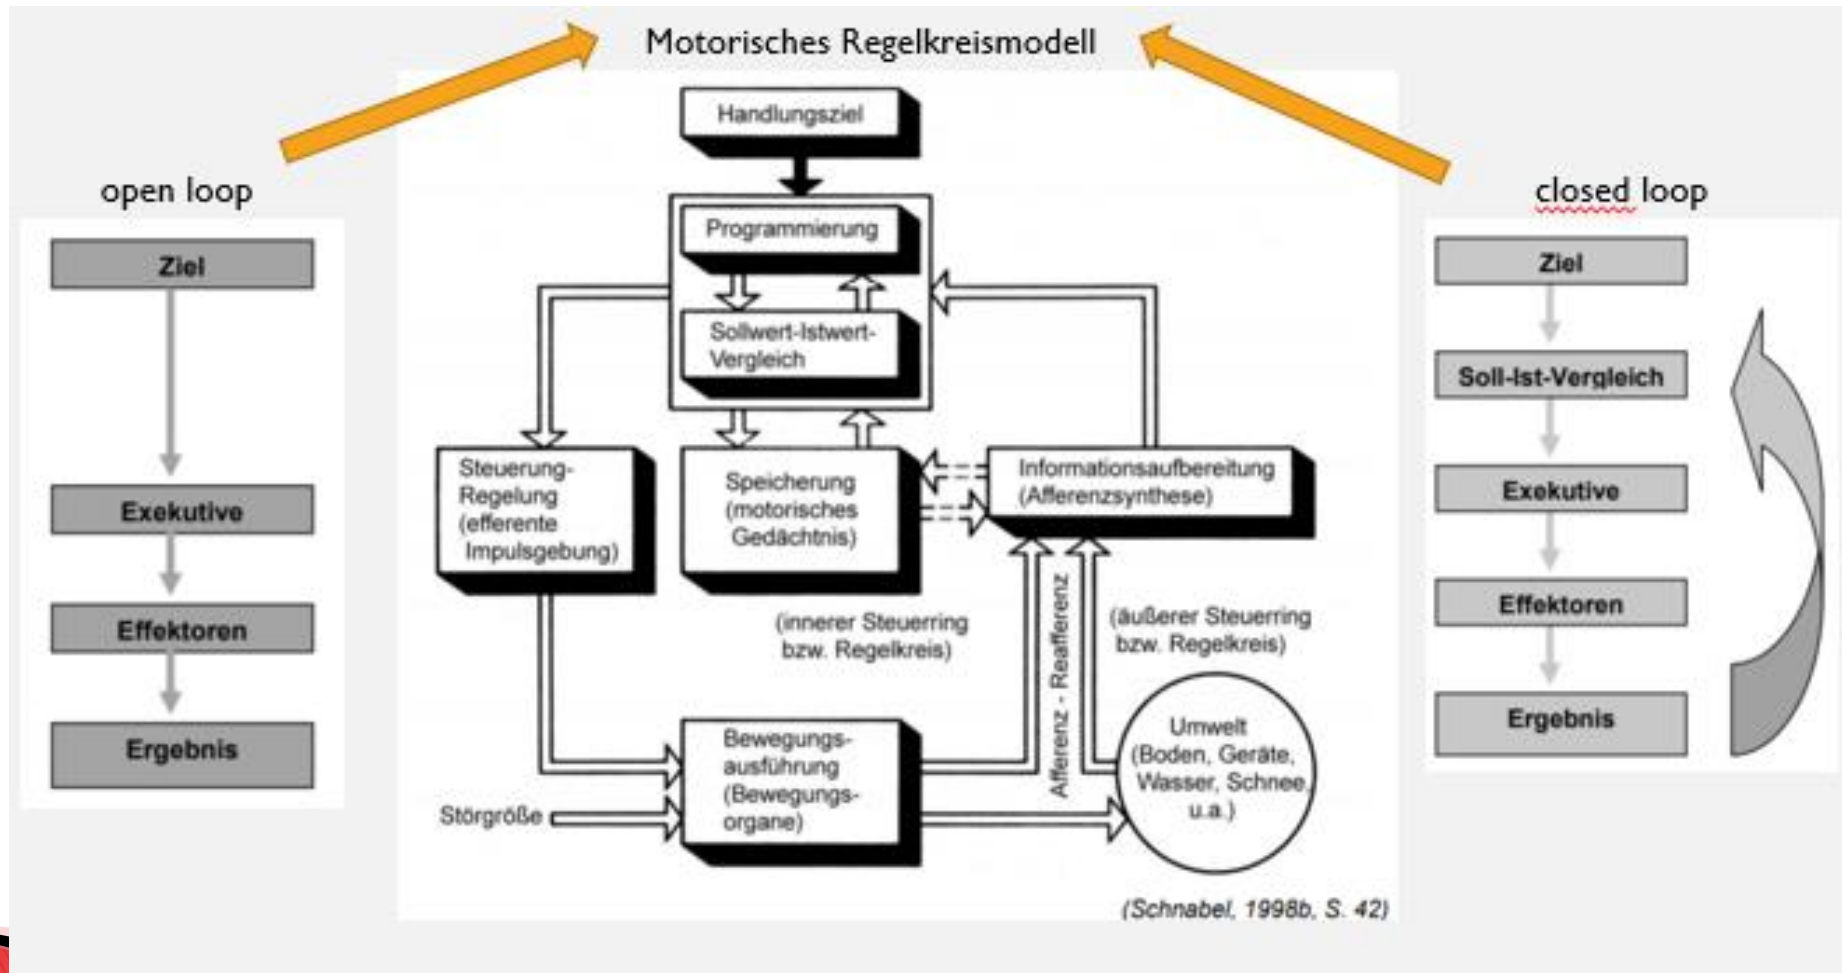 Motorisches Regelkreismodell
open loop
Ziel
Exekutive
Effektoren
Ergebnis
Handlungsziel
Programmierung
Sollwert-Istwert-
Vergleich
Steuerung-
Regelung
(efferente
Impulsgebung)
Speicherung
(motorisches
Gedächtnis)
Informationsaufbereitung
(Afferenzsynthese)
(innerer Steuerring
bzw. Regelkreis)
Afferenz - Reafferenz
(äußerer Steuerring
bzw. Regelkreis)
Störgröße
Bewegungs-
ausführung
(Bewegungs-
organe)
Umwelt
(Boden, Geräte,
Wasser, Schnee,
u.a.)
(Schnabel, 1998b, S. 42)
closed loop
Ziel
Soll-Ist-Vergleich
Exekutive
Effektoren
Ergebnis